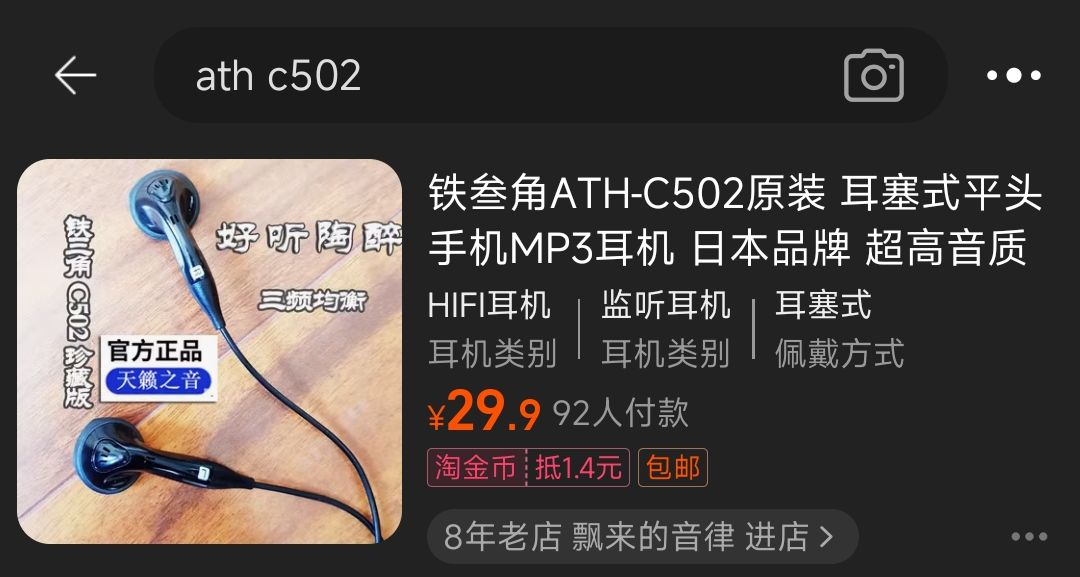 ath c502
铁三角 C502 珍藏版
好听陶醉
三频均衡
官方正品
天籁之音
铁叁角ATH-C502原装 耳塞式平头
手机MP3耳机 日本品牌 超高音质
HIFI耳机 监听耳机 耳塞式
耳机类别 耳机类别 佩戴方式
¥29.9 92人付款
淘金币 抵1.4元 包邮
8年老店 飘来的音律 进店